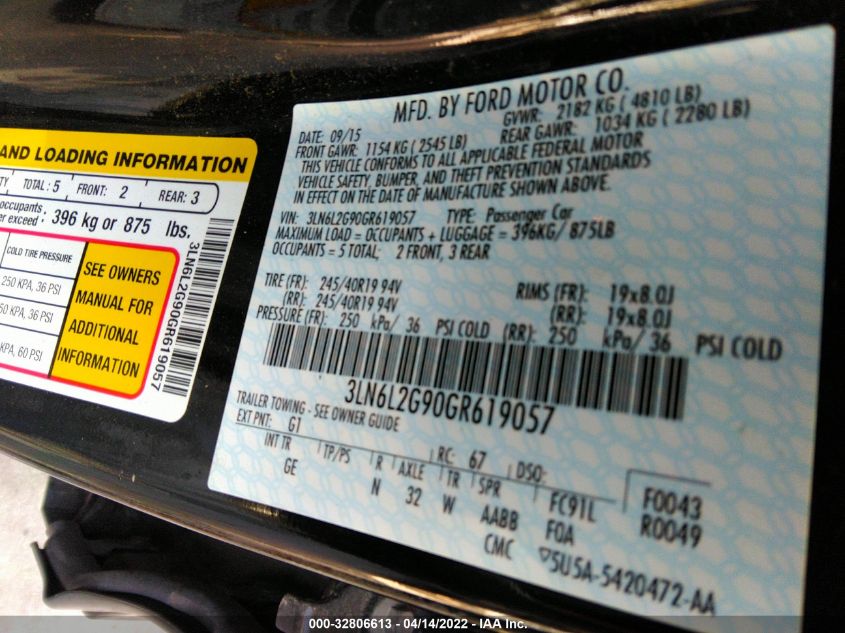 AND LOADING INFORMATION
TY TOTAL : 5 FRONT: 2 REAR: 3
occupants
er exceed : 396 kg or 875 lbs.
COLD TIRE PRESSURE
250 KPA, 36 PSI
50 KPA, 36 PSI
KPA, 60 PSI
SEE OWNERS
MANUAL FOR
ADDITIONAL
INFORMATION
3LN6L2G90GR619057
MFD. BY FORD MOTOR CO.
DATE: 09/15 GVWR: 2182 KG ( 4810 LB)
FRONT GAWR: 1154 KG ( 2545 LB) REAR GAWR: 1034 KG ( 2280 LB)
THIS VEHICLE CONFORMS TO ALL APPLICABLE FEDERAL MOTOR
VEHICLE SAFETY, BUMPER, AND THEFT PREVENTION STANDARDS
IN EFFECT ON THE DATE OF MANUFACTURE SHOWN ABOVE.
VIN: 3LN6L2G90GR619057 TYPE: Passenger Car
MAXIMUM LOAD = OCCUPANTS + LUGGAGE = 396KG/ 875LB
OCCUPANTS = 5 TOTAL: 2 FRONT, 3 REAR
TIRE (FR): 245/40R19 94V RIMS (FR): 19x8.0J
(RR): 245/40R19 94V (RR): 19x8.0J
PRESSURE (FR): 250 kPa/ 36 PSI COLD (RR): 250 kPa/36 PSI COLD
3LN6L2G90GR619057
TRAILER TOWING - SEE OWNER GUIDE
EXT PNT: G1 RC: 67 DSO:
INT TR TP/PS R AXLE TR SPR FC91L F0043
GE N 32 W AABB FQA R0049
CMC 5U5A-5420472-AA
000-32806613 - 04/14/2022 - IAA Inc.